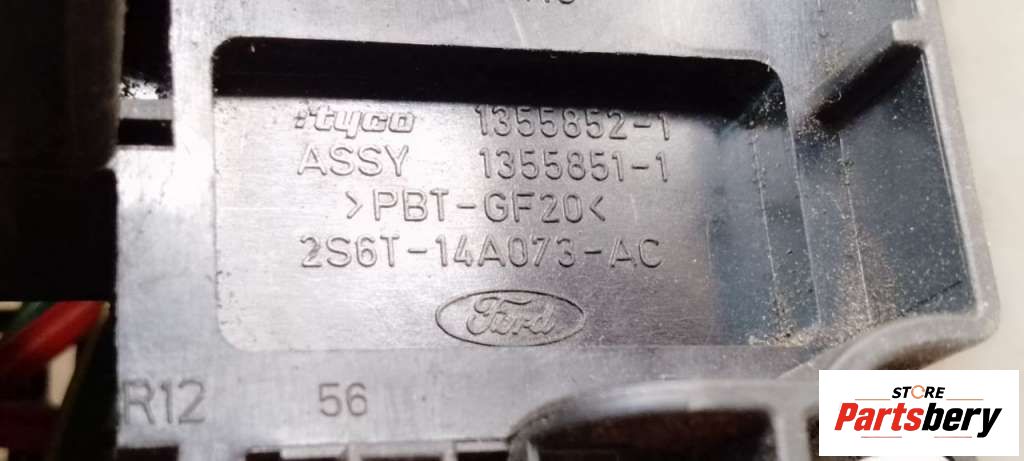 tyco 1355852-1
ASSY 1355851-1
>PBT-GF20<
2S6T-14A073-AC
Ford
R12 56
STORE
Partsbery